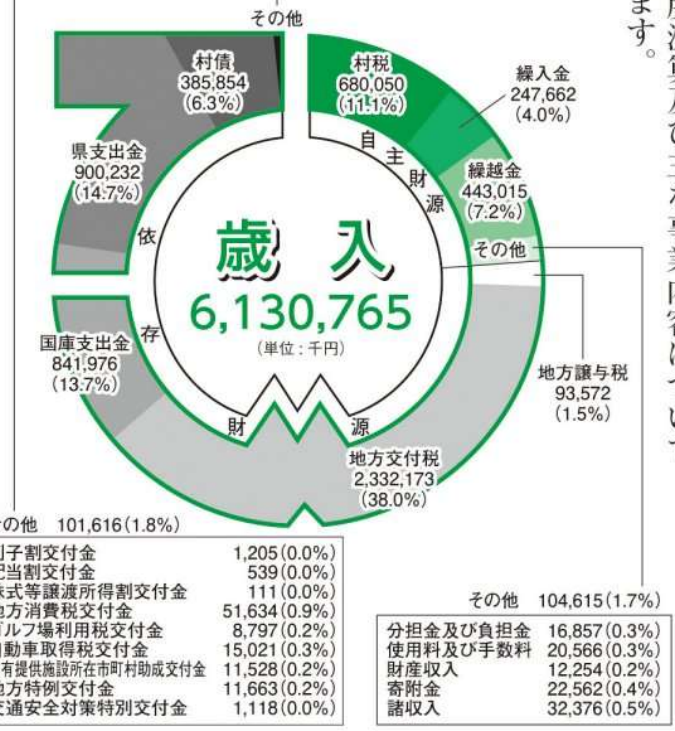 その他
村債
385,854
(6.3%)
村税
680,050
(11.1%)
繰入金
247,662
(4.0%)
自主財源
県支出金
900,232
(14.7%)
繰越金
443,015
(7.2%)
その他
依存財源
歳入
6,130,765
(単位:千円)
国庫支出金
841,976
(13.7%)
地方譲与税
93,572
(1.5%)
地方交付税
2,332,173
(38.0%)
の他 101,616(1.8%)
子割交付金 1,205(0.0%)
当割交付金 539(0.0%)
式等譲渡所得割交付金 111(0.0%)
方消費税交付金 51,634(0.9%)
ルフ場利用税交付金 8,797(0.2%)
動車取得税交付金 15,021(0.3%)
有提供施設所在市町村助成交付金 11,528(0.2%)
方特例交付金 11,663(0.2%)
通安全対策特別交付金 1,118(0.0%)
その他 104,615(1.7%)
分担金及び負担金 16,857(0.3%)
使用料及び手数料 20,566(0.3%)
財産収入 12,254(0.2%)
寄附金 22,562(0.4%)
諸収入 32,376(0.5%)
ます。